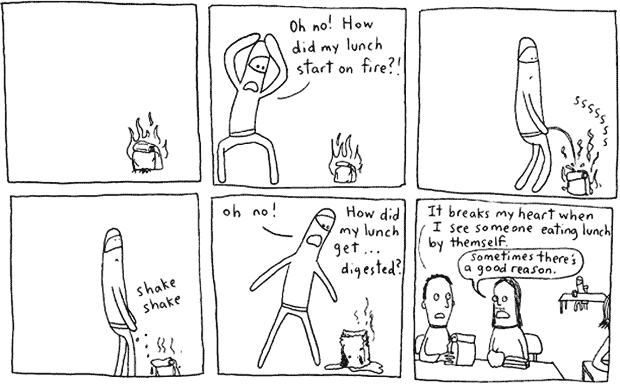 Oh no! How
did my lunch
start on fire?!
sssssss
shake
shake
oh no!
How did
my lunch
get...
digested?
It breaks my heart when
I see someone eating lunch
by themself.
sometimes there's
a good reason.